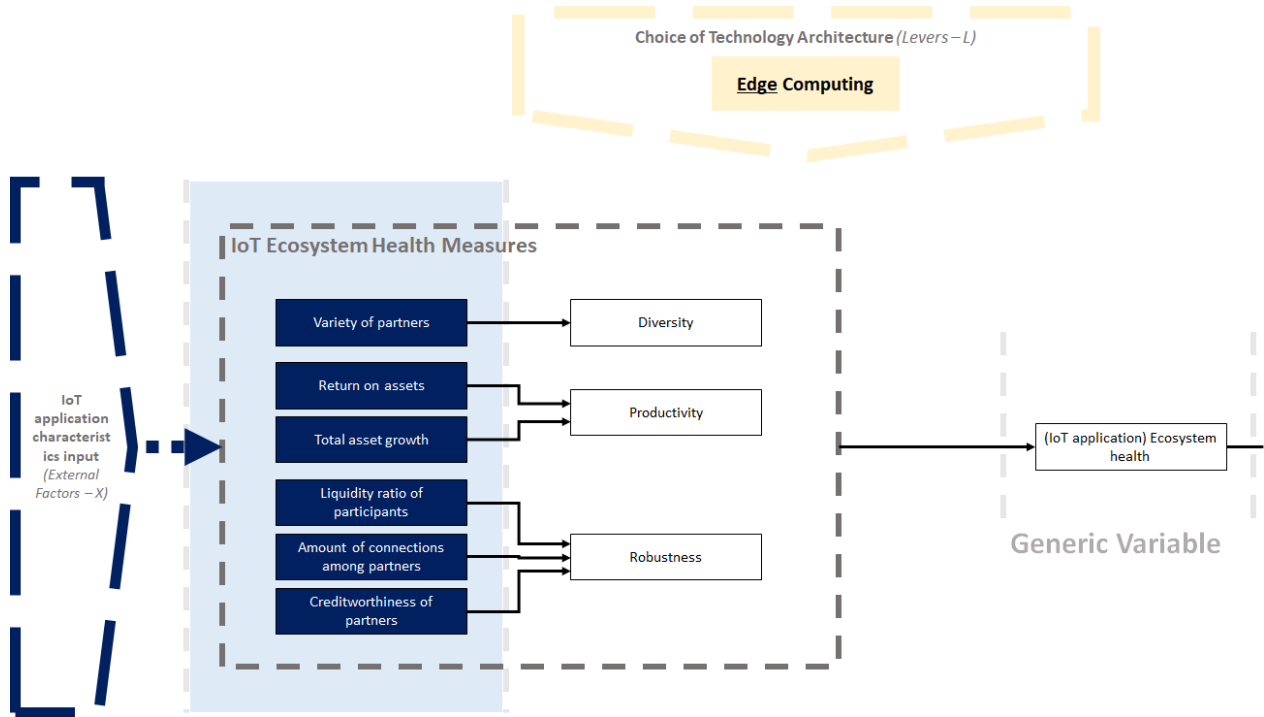 Choice of Technology Architecture (Levers – L)
Edge Computing
IoT Ecosystem Health Measures
Variety of partners
Diversity
Return on assets
Productivity
Total asset growth
IoT
application
characterist
ics input
(External
Factors – X)
Liquidity ratio of
participants
Amount of connections
among partners
Robustness
Creditworthiness of
partners
(IoT application) Ecosystem
health
Generic Variable